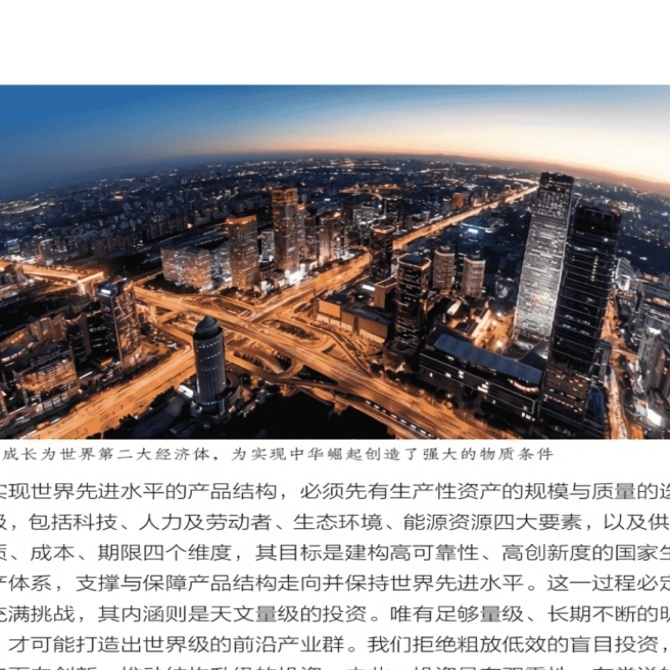 成长为世界第二大经济体，为实现中华崛起创造了强大的物质条件
实现世界先进水平的产品结构，必须先有生产性资产的规模与质量的迭
级，包括科技、人力及劳动者、生态环境、能源资源四大要素，以及供
质、成本、期限四个维度，其目标是建构高可靠性、高创新度的国家生
产体系，支撑与保障产品结构走向并保持世界先进水平。这一过程必定
充满挑战，其内涵则是天文量级的投资。唯有足够量级、长期不断的
，才可能打造出世界级的前沿产业群。我们拒绝粗放低效的盲目投资，